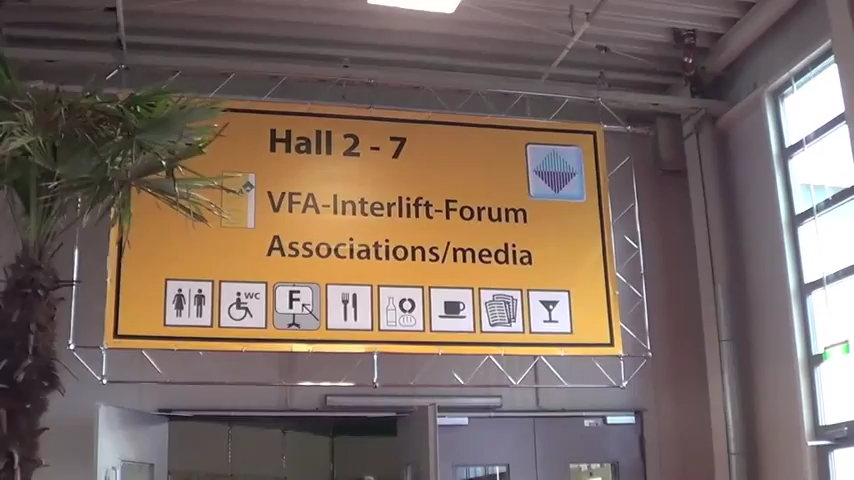 Hall 2 - 7
VFA-Interlift-Forum
Associations/media
WC
F